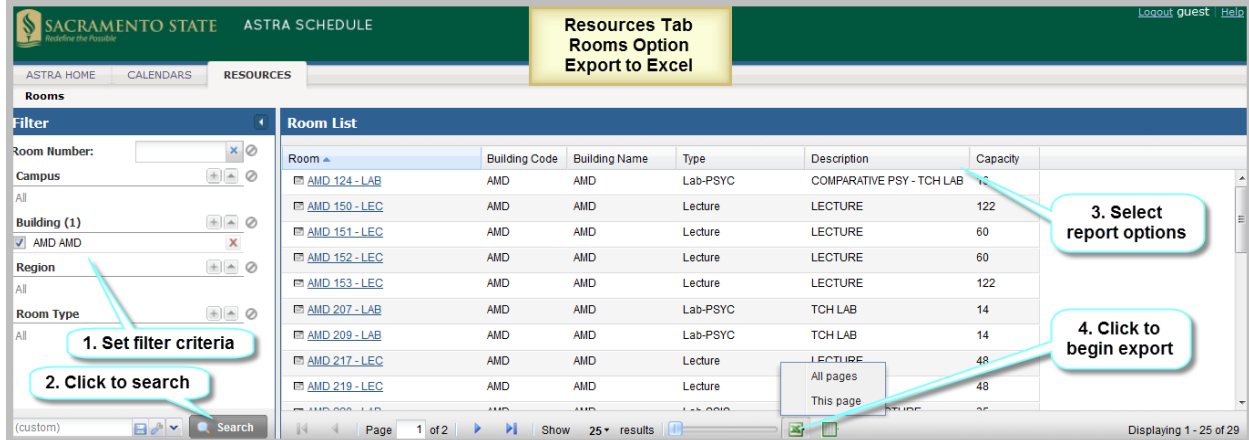 SACRAMENTO STATE
Redefine the Possible
ASTRA SCHEDULE
Resources Tab
Rooms Option
Export to Excel
Logout guest | Help
ASTRA HOME CALENDARS RESOURCES
Rooms
Filter
Room Number:
Campus
All
Building (1)
AMD AMD
Region
All
Room Type
All
1. Set filter criteria
2. Click to search
(custom) Search
Room List
Room Building Code Building Name Type Description Capacity
AMD 124 - LAB AMD AMD Lab-PSYC COMPARATIVE PSY - TCH LAB
AMD 150 - LEC AMD AMD Lecture LECTURE 122
AMD 151 - LEC AMD AMD Lecture LECTURE 60
AMD 152 - LEC AMD AMD Lecture LECTURE 60
AMD 153 - LEC AMD AMD Lecture LECTURE 122
AMD 207 - LAB AMD AMD Lab-PSYC TCH LAB 14
AMD 209 - LAB AMD AMD Lab-PSYC TCH LAB 14
AMD 217 - LEC AMD AMD Lecture LECTURE 48
AMD 219 - LEC AMD AMD Lecture 48
3. Select
report options
4. Click to
begin export
All pages
This page
Page 1 of 2 Show 25 results
Displaying 1 - 25 of 29